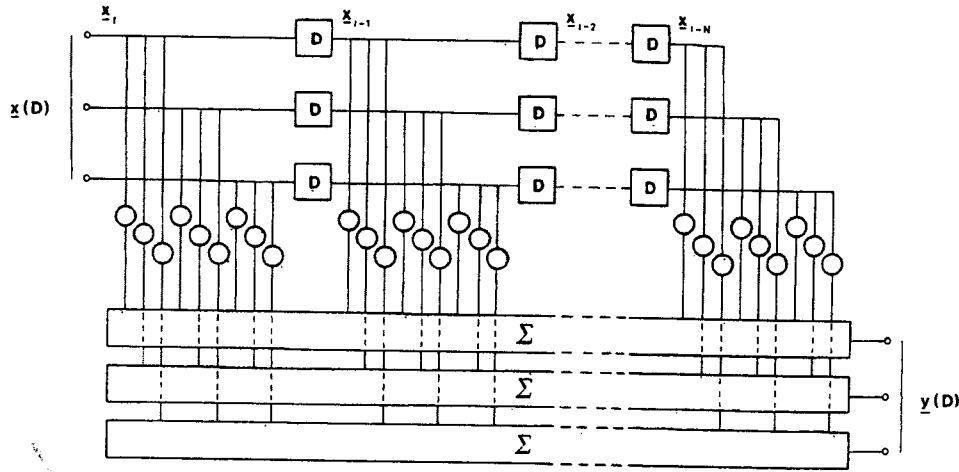 x_i x_{i-1} x_{i-2} x_{i-N}
D D D
x(D)
D D D
D D D
Σ
Σ
y(D)
Σ